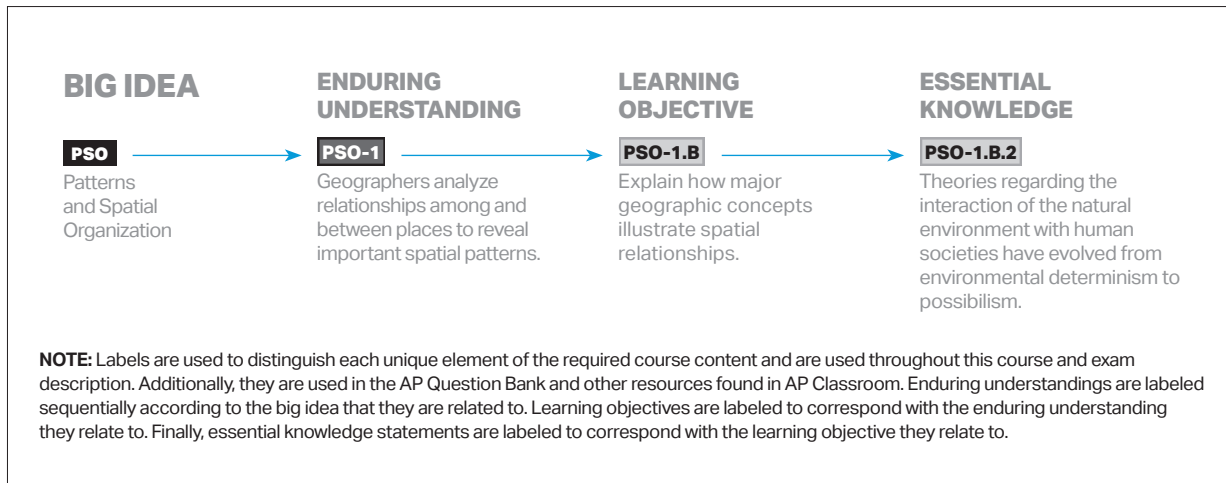 BIG IDEA
PSO
Patterns
and Spatial
Organization
ENDURING
UNDERSTANDING
PSO-1
Geographers analyze
relationships among and
between places to reveal
important spatial patterns.
LEARNING
OBJECTIVE
PSO-1.B
Explain how major
geographic concepts
illustrate spatial
relationships.
ESSENTIAL
KNOWLEDGE
PSO-1.B.2
Theories regarding the
interaction of the natural
environment with human
societies have evolved from
environmental determinism to
possibilism.
NOTE: Labels are used to distinguish each unique element of the required course content and are used throughout this course and exam
description. Additionally, they are used in the AP Question Bank and other resources found in AP Classroom. Enduring understandings are labeled
sequentially according to the big idea that they are related to. Learning objectives are labeled to correspond with the enduring understanding
they relate to. Finally, essential knowledge statements are labeled to correspond with the learning objective they relate to.